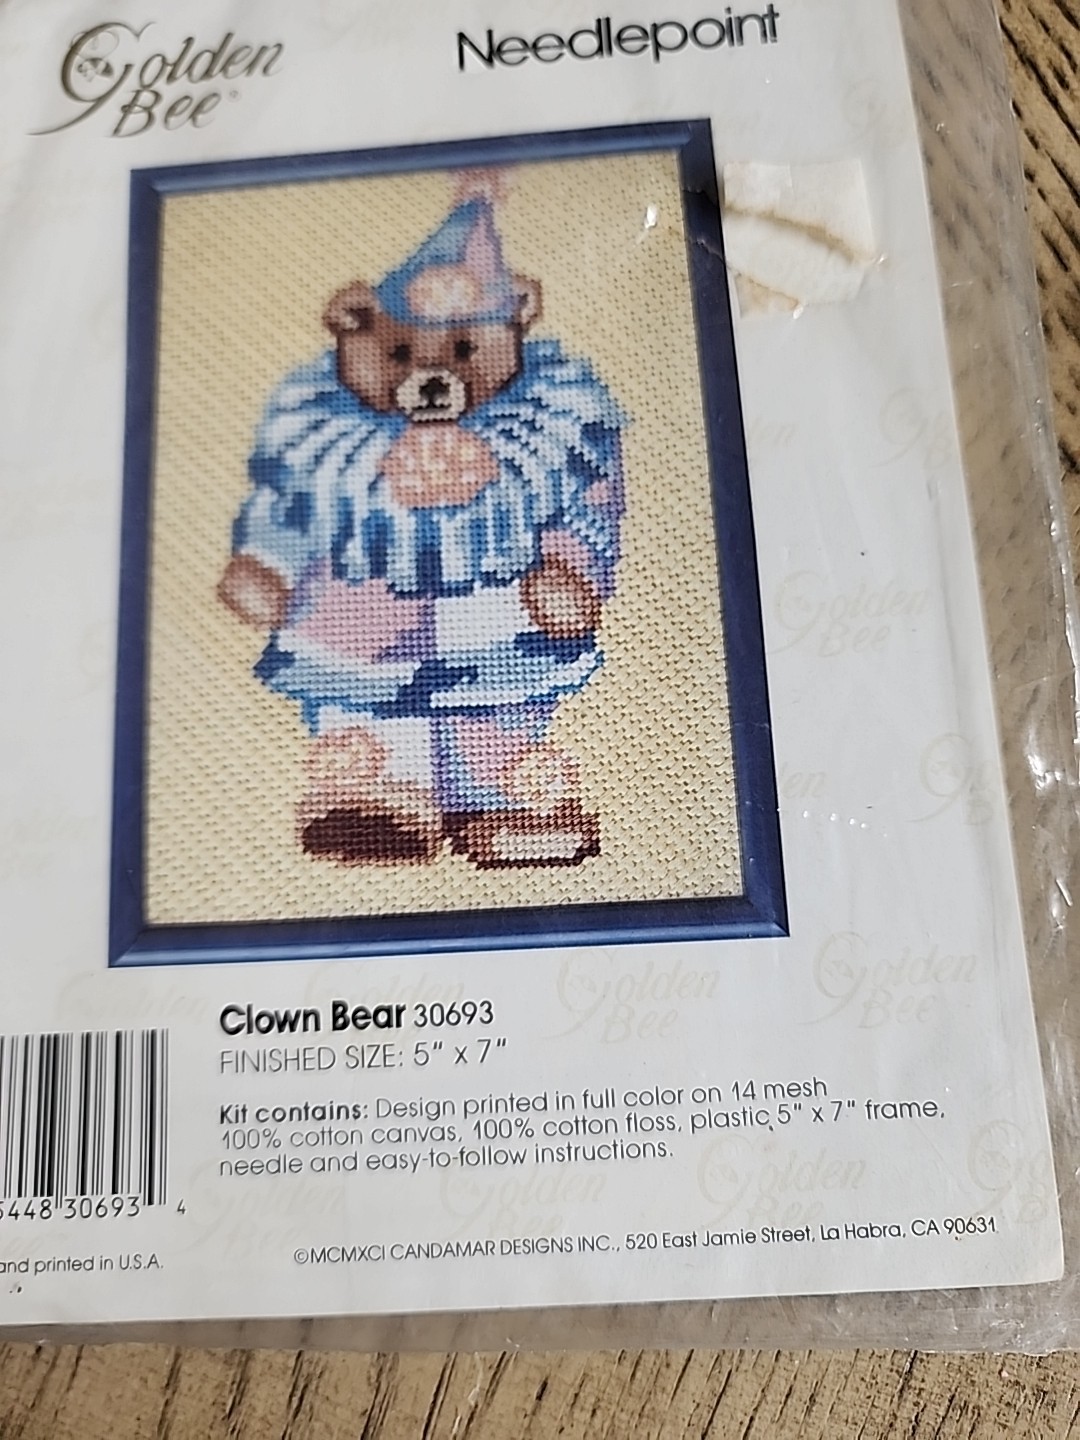 Golden
Bee®
Needlepoint
Clown Bear 30693
FINISHED SIZE: 5" x 7"
Kit contains: Design printed in full color on 14 mesh
100% cotton canvas, 100% cotton floss, plastic 5" x 7" frame,
needle and easy-to-follow instructions.
5448 30693 4
and printed in U.S.A.
©MCMXCI CANDAMAR DESIGNS INC., 520 East Jamie Street, La Habra, CA 90631